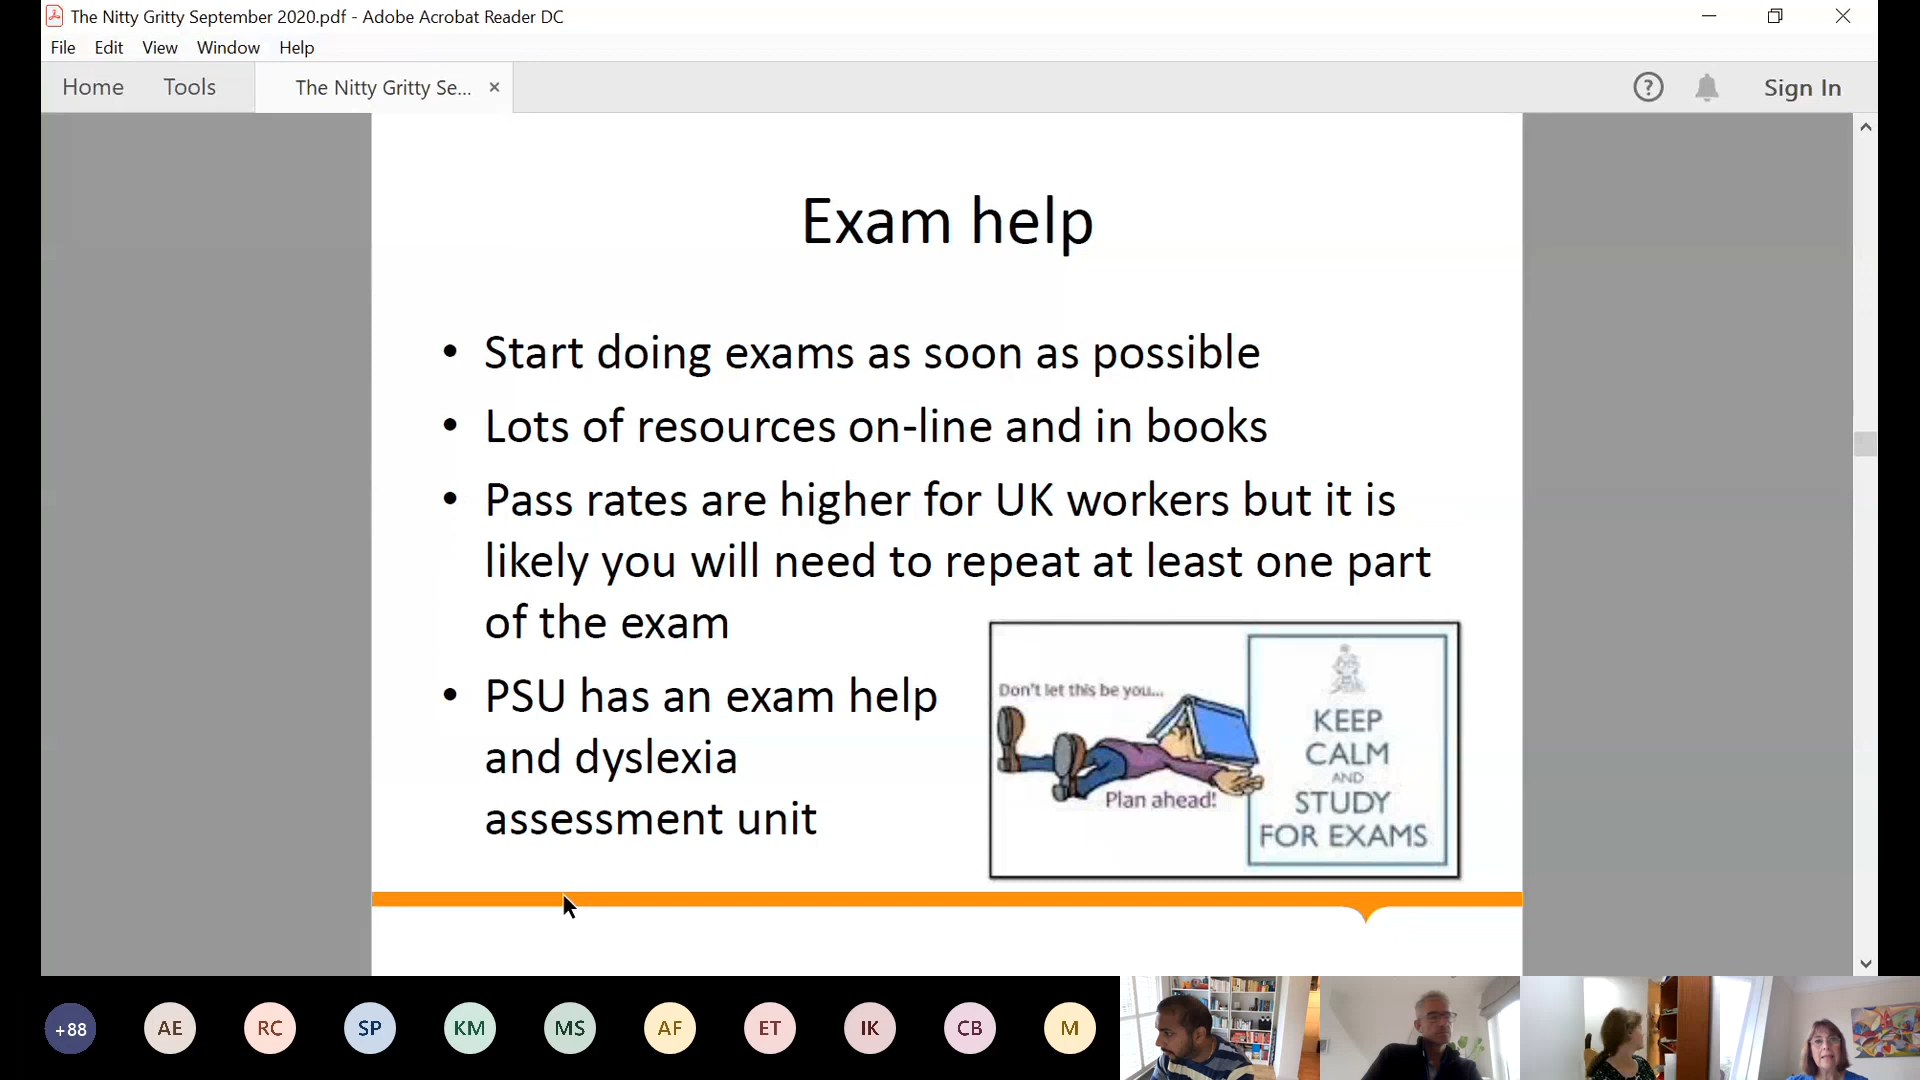 The Nitty Gritty September 2020.pdf - Adobe Acrobat Reader DC
File Edit View Window Help
Home Tools The Nitty Gritty Se... × ? Sign In
Exam help
• Start doing exams as soon as possible
• Lots of resources on-line and in books
• Pass rates are higher for UK workers but it is
likely you will need to repeat at least one part
of the exam
• PSU has an exam help
and dyslexia
assessment unit
Don't let this be you...
Plan ahead!
KEEP
CALM
AND
STUDY
FOR EXAMS
+88 AE RC SP KM MS AF ET IK CB M